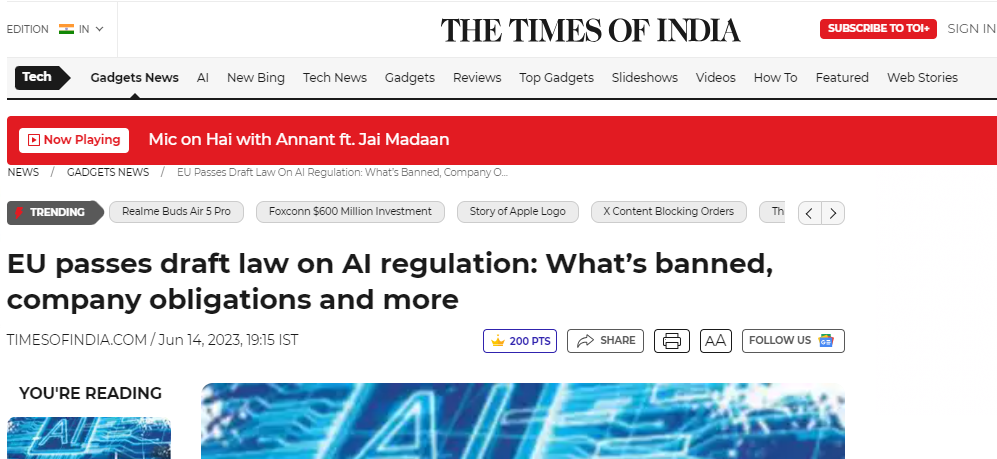 EDITION IN
THE TIMES OF INDIA
SUBSCRIBE TO TOI+ SIGN IN
Tech Gadgets News AI New Bing Tech News Gadgets Reviews Top Gadgets Slideshows Videos How To Featured Web Stories
Now Playing Mic on Hai with Annant ft. Jai Madaan
NEWS / GADGETS NEWS / EU Passes Draft Law On AI Regulation: What's Banned, Company O...
TRENDING Realme Buds Air 5 Pro Foxconn $600 Million Investment Story of Apple Logo X Content Blocking Orders Th
EU passes draft law on AI regulation: What's banned,
company obligations and more
TIMESOFINDIA.COM / Jun 14, 2023, 19:15 IST
200 PTS SHARE AA FOLLOW US
YOU'RE READING
AI
AI